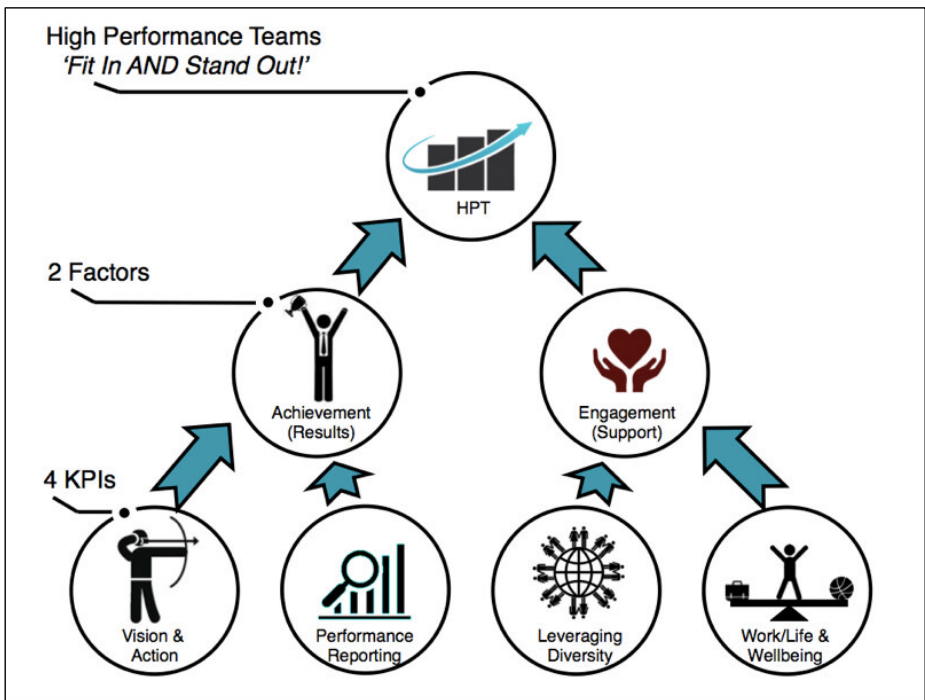 High Performance Teams
'Fit In AND Stand Out!'
HPT
2 Factors
Achievement
(Results)
Engagement
(Support)
4 KPIs
Vision &
Action
Performance
Reporting
Leveraging
Diversity
Work/Life &
Wellbeing